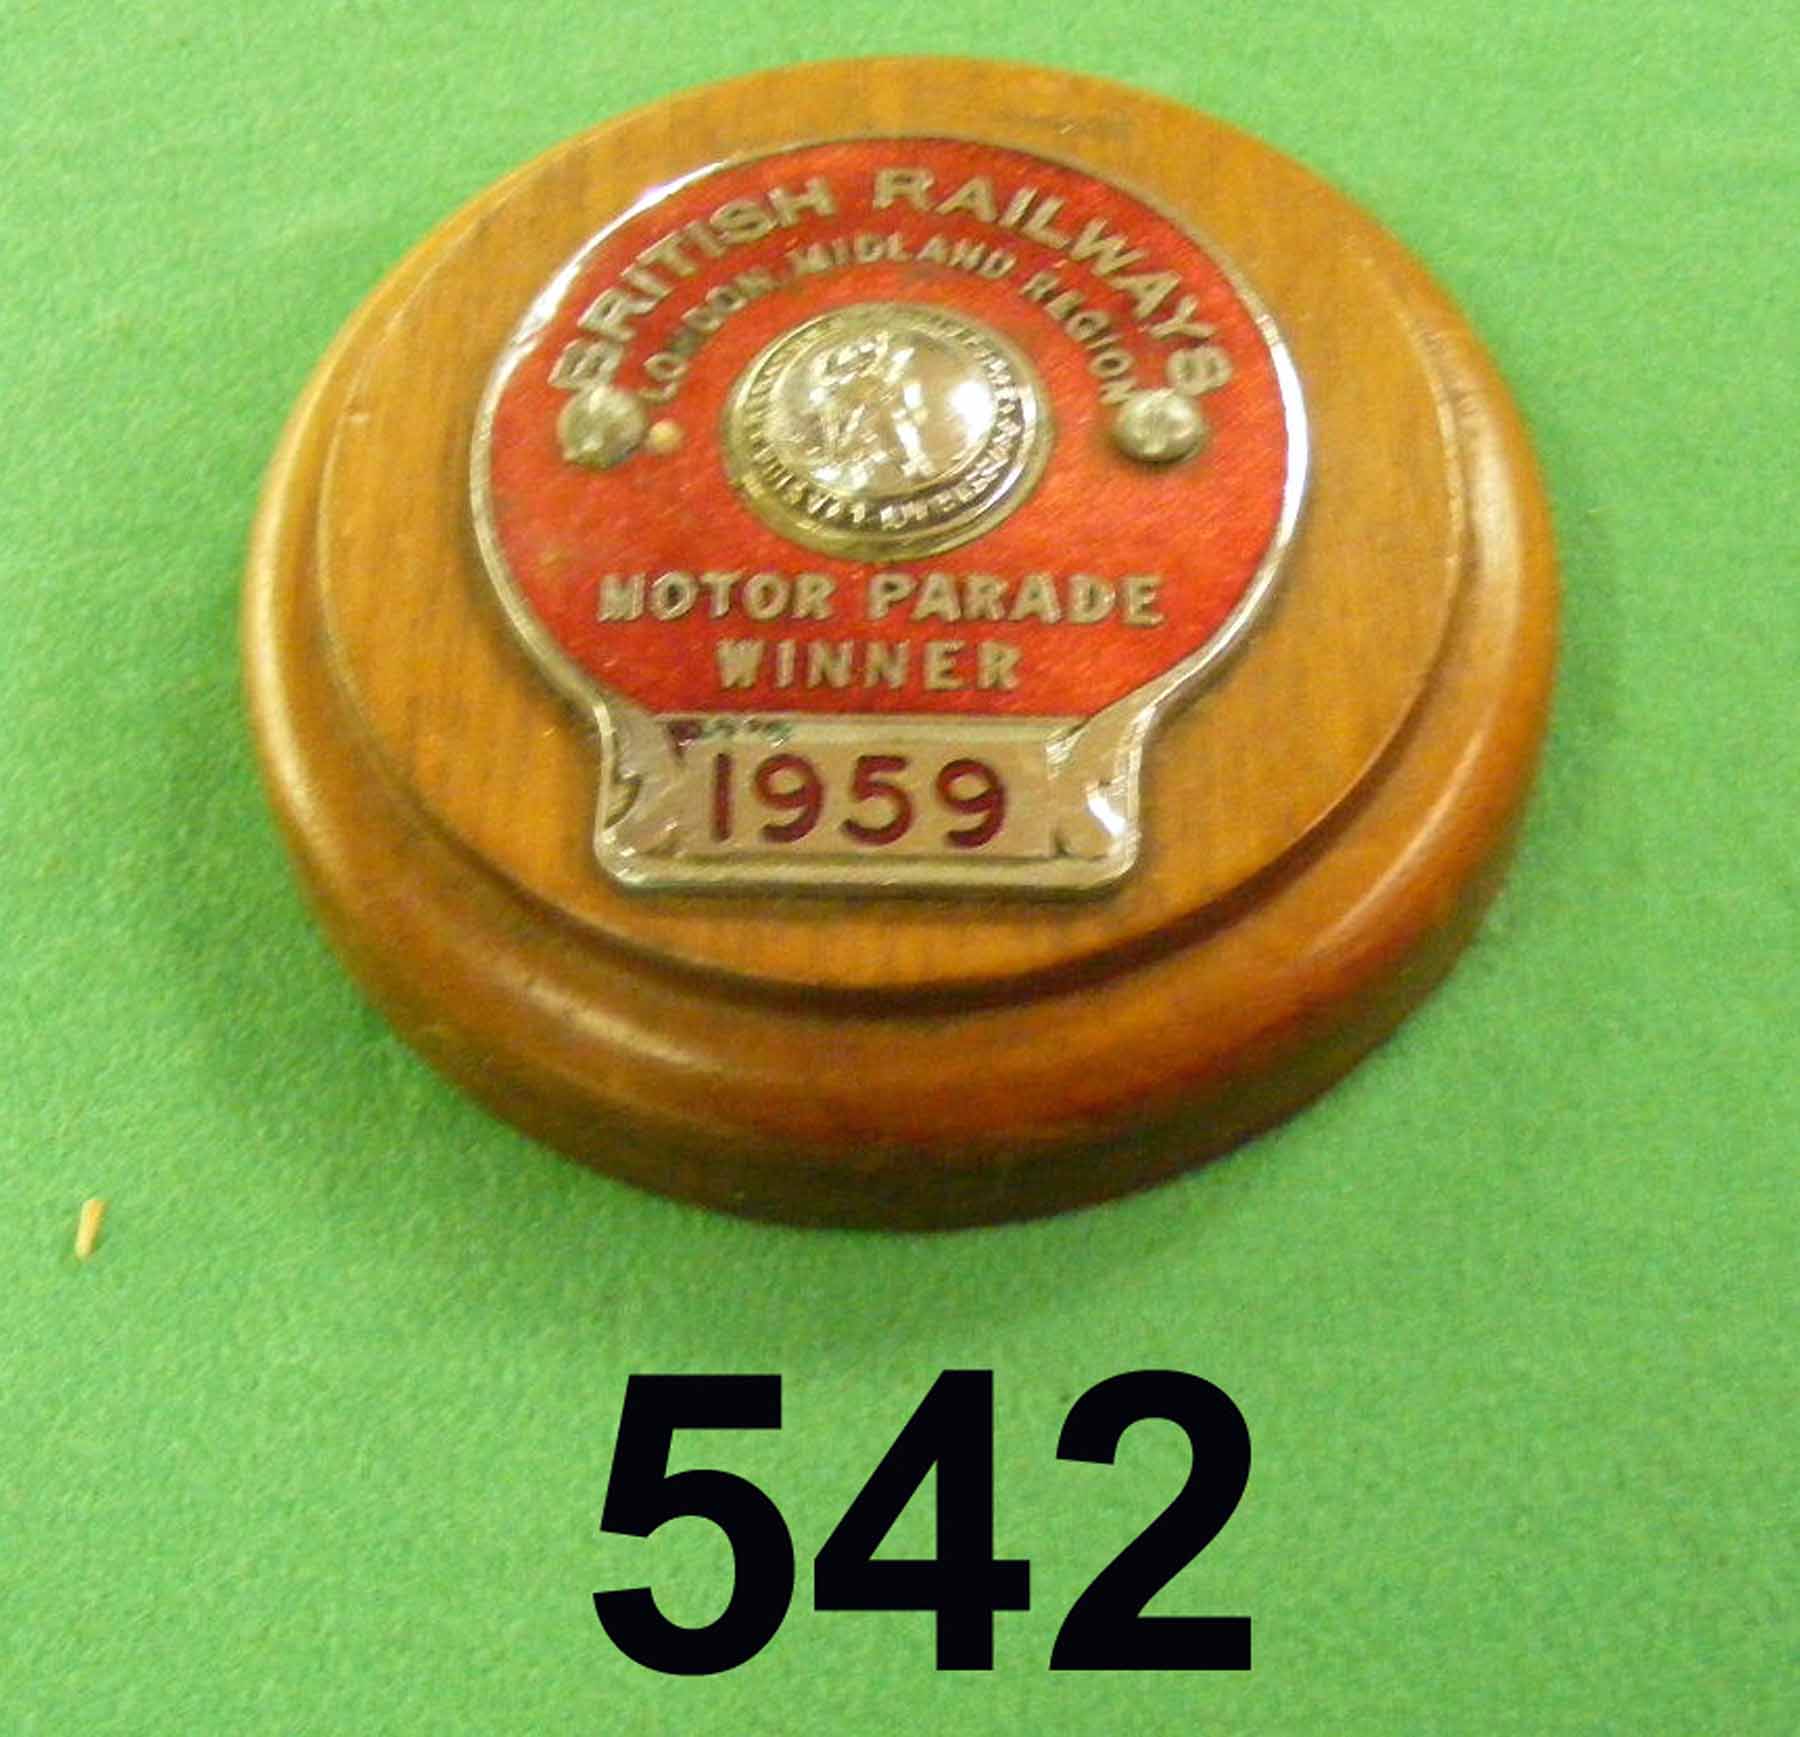 BRITISH RAILWAYS
LONDON MIDLAND REGION
MOTOR PARADE
WINNER
1959
542